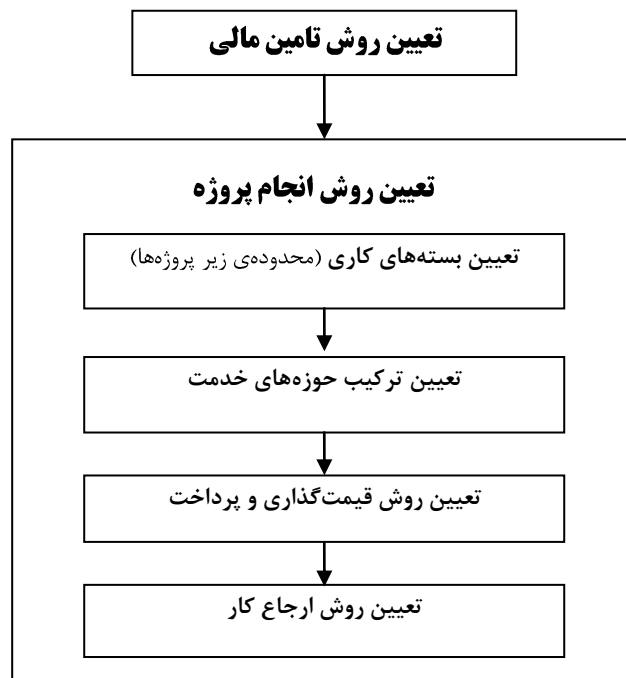 تعیین روش تامین مالی
تعیین روش انجام پروژه
تعیین بسته‌های کاری (محدوده‌ی زیر پروژه‌ها)
تعیین ترکیب حوزه‌های خدمت
تعیین روش قیمت‌گذاری و پرداخت
تعیین روش ارجاع کار